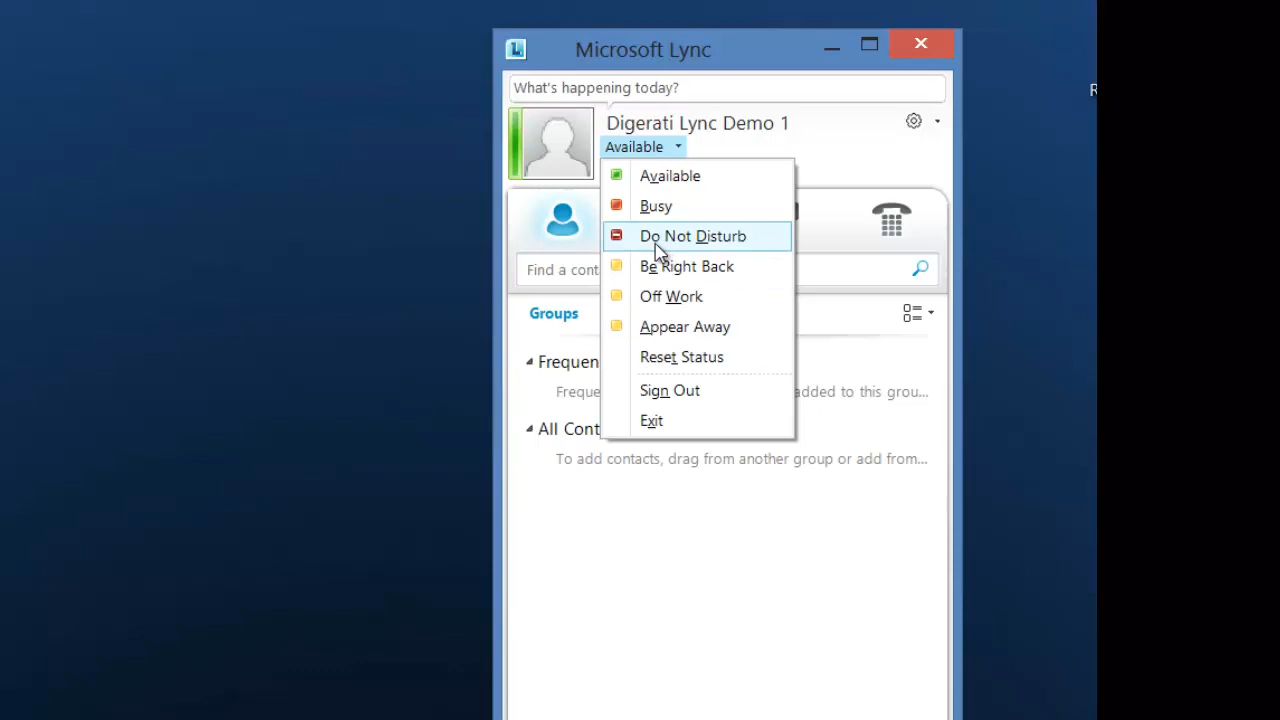 Microsoft Lync
What's happening today?
R
Digerati Lync Demo 1
Available
Available
Busy
Do Not Disturb
Be Right Back
Off Work
Appear Away
Reset Status
Sign Out
Exit
Find a cont
Groups
Frequen
Freque
added to this grou...
All Cont
To add contacts, drag from another group or add from...